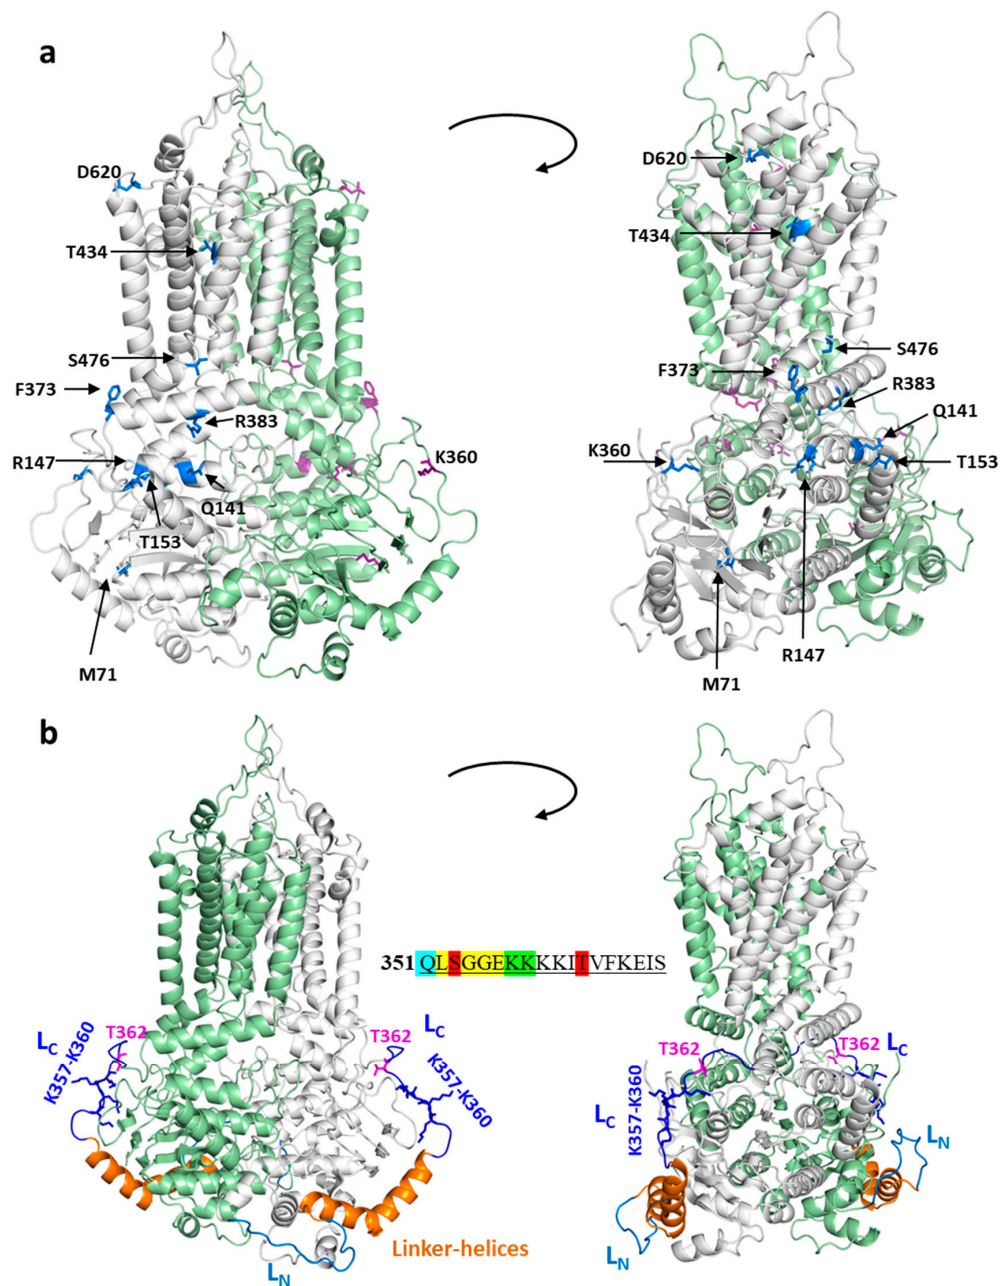 a
D620
T434
S476
F373
R383
R147
K360
Q141
T153
M71
D620
T434
S476
F373
R383
Q141
K360
T153
R147
M71
b
351 QLSGGEKKKKITVFKEIS
T362
T362
LC
LC
K357-K360
K357-K360
Linker-helices
LN
T362
T362
LC
LC
K357-K360
LN
LN